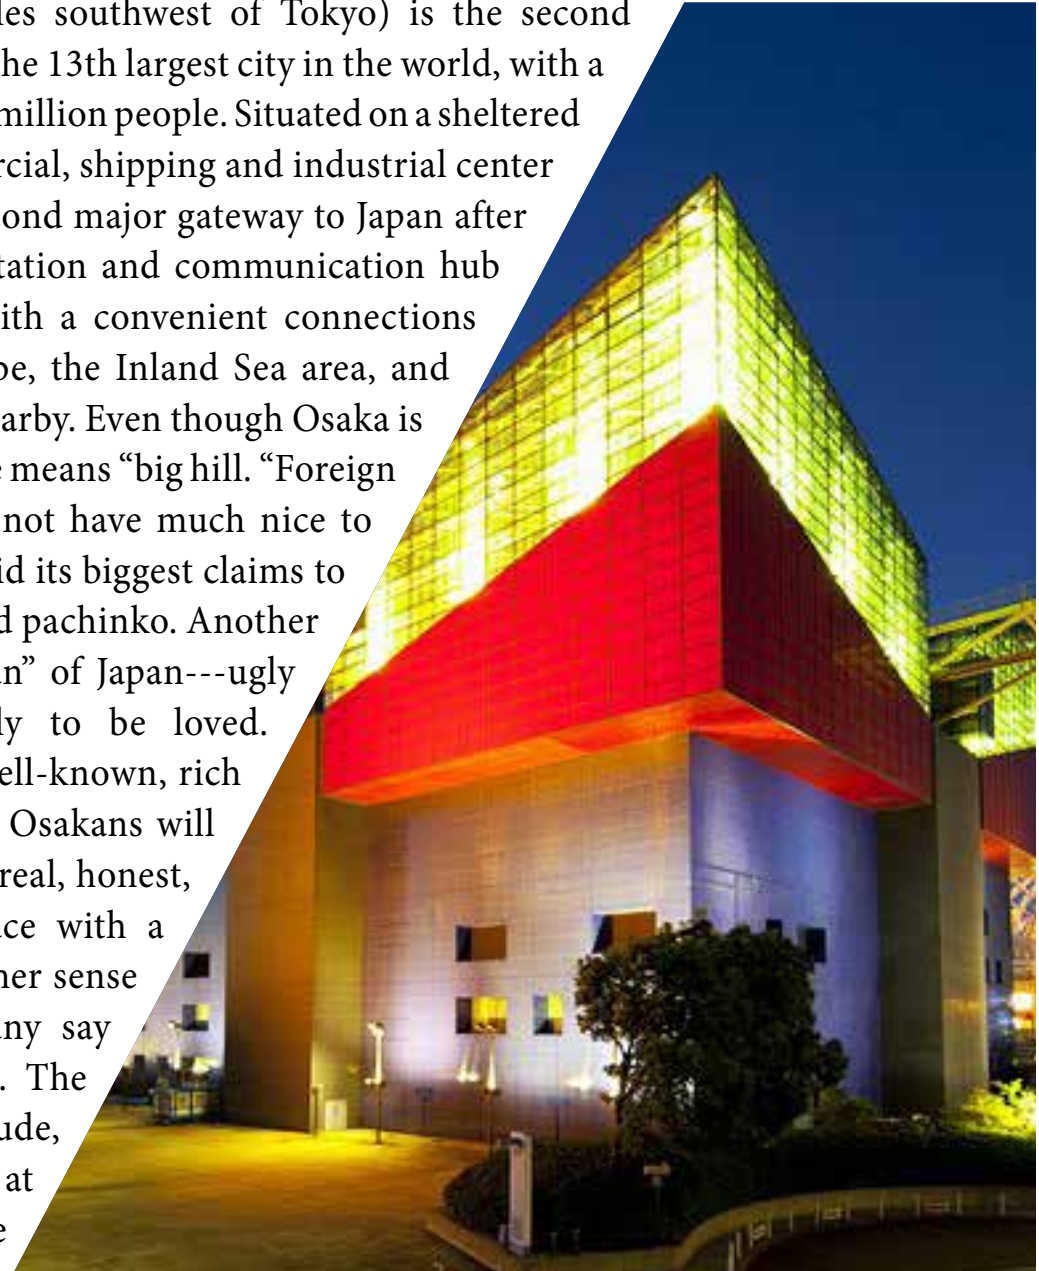 les southwest of Tokyo) is the second
he 13th largest city in the world, with a
million people. Situated on a sheltered
rcial, shipping and industrial center
ond major gateway to Japan after
tation and communication hub
ith a convenient connections
be, the Inland Sea area, and
arby. Even though Osaka is
e means “big hill. “Foreign
not have much nice to
id its biggest claims to
d pachinko. Another
an” of Japan---ugly
ly to be loved.
ell-known, rich
Osakans will
real, honest,
ace with a
ner sense
any say
. The
ude,
at
e